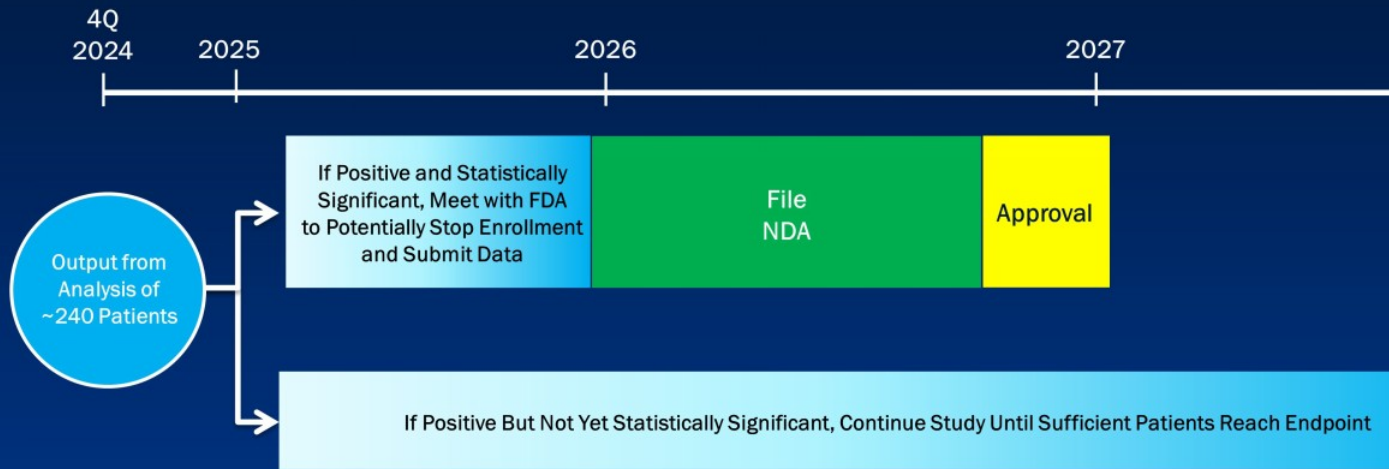 4Q
2024
2025
2026
2027
If Positive and Statistically
Significant, Meet with FDA
to Potentially Stop Enrollment
and Submit Data
File
NDA
Approval
Output from
Analysis of
~240 Patients
If Positive But Not Yet Statistically Significant, Continue Study Until Sufficient Patients Reach Endpoint